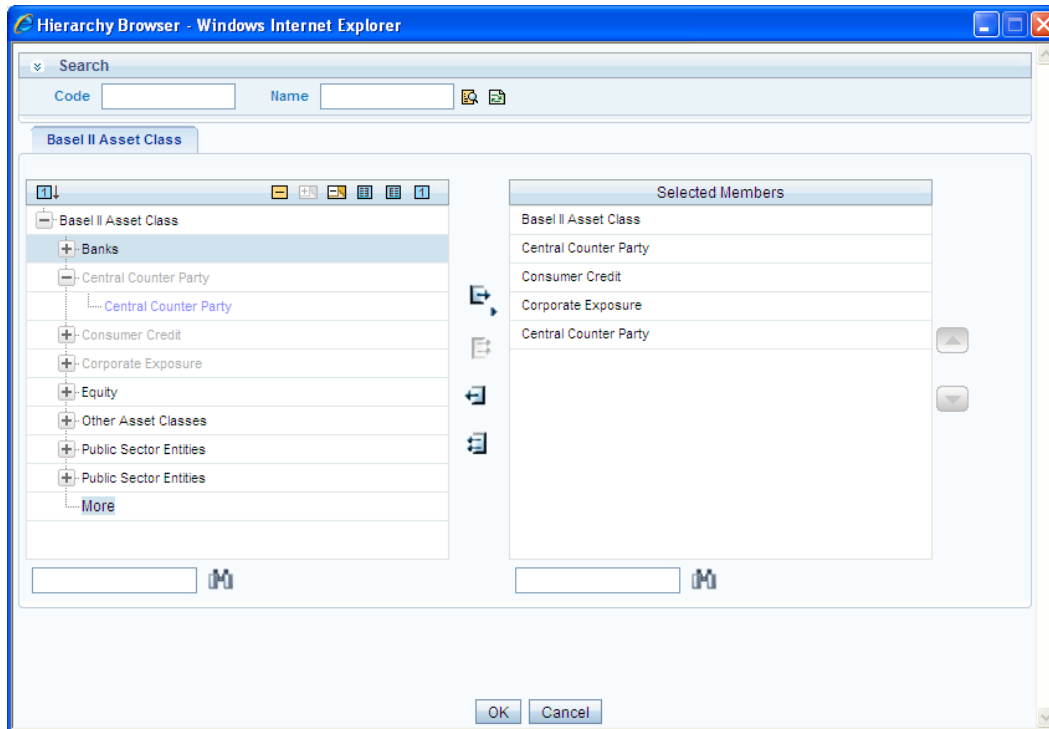 Hierarchy Browser - Windows Internet Explorer
Search
Code Name
Basel II Asset Class
Selected Members
Basel II Asset Class
Banks
Central Counter Party
Central Counter Party
Consumer Credit
Corporate Exposure
Equity
Other Asset Classes
Public Sector Entities
Public Sector Entities
More
Basel II Asset Class
Central Counter Party
Consumer Credit
Corporate Exposure
Central Counter Party
OK Cancel